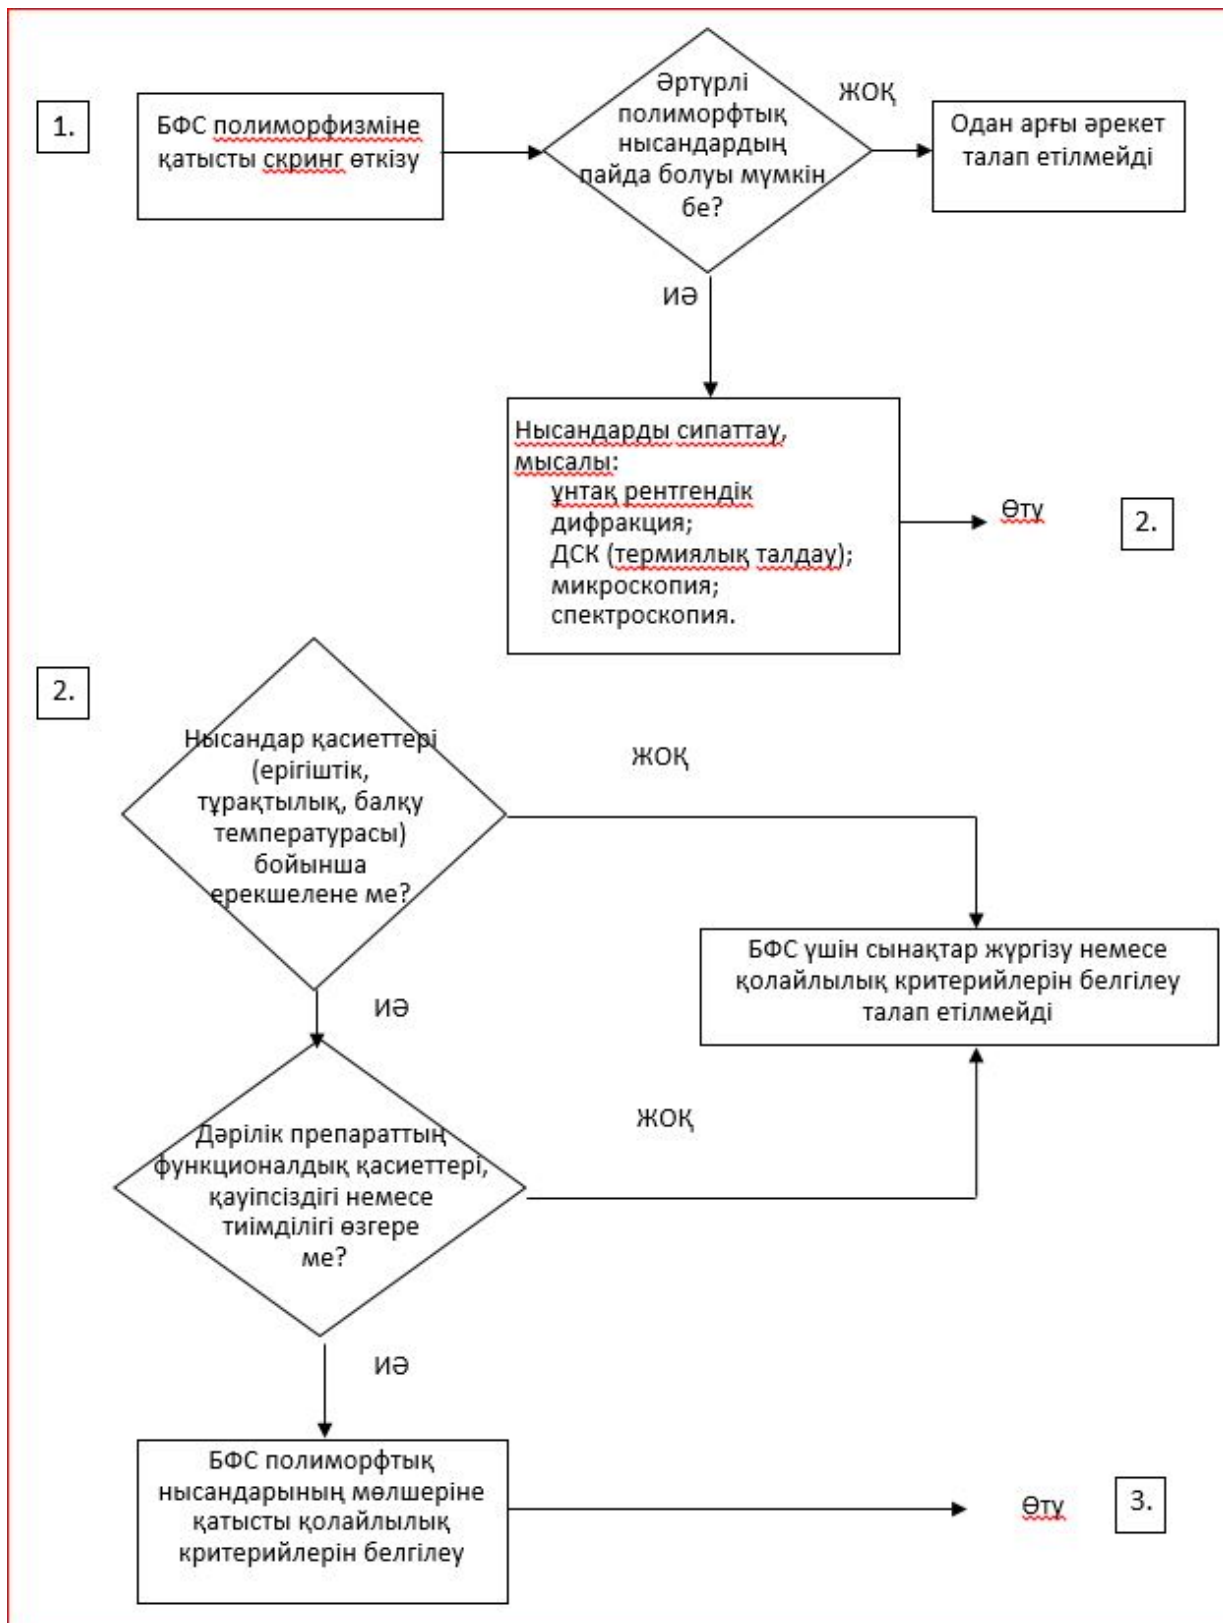 1.
БФС полиморфизміне
қатысты скринг өткізу
Әртүрлі
полиморфтық
нысандардың
пайда болуы мүмкін
бе?
ЖОҚ
Одан арғы әрекет
талап етілмейді
ИӘ
Нысандарды сипаттау,
мысалы:
ұнтақ рентгендік
дифракция;
ДСК (термиялық талдау);
микроскопия;
спектроскопия.
Өту
2.
2.
Нысандар қасиеттері
(ерігіштік,
тұрақтылық, балқу
температурасы)
бойынша
ерекшелене ме?
ЖОҚ
БФС үшін сынақтар жүргізу немесе
қолайлылық критерийлерін белгілеу
талап етілмейді
ИӘ
Дәрілік препараттың
функционалдық қасиеттері,
қауіпсіздігі немесе
тиімділігі өзгере
ме?
ЖОҚ
ИӘ
БФС полиморфтық
нысандарының мөлшеріне
қатысты қолайлылық
критерийлерін белгілеу
Өту
3.